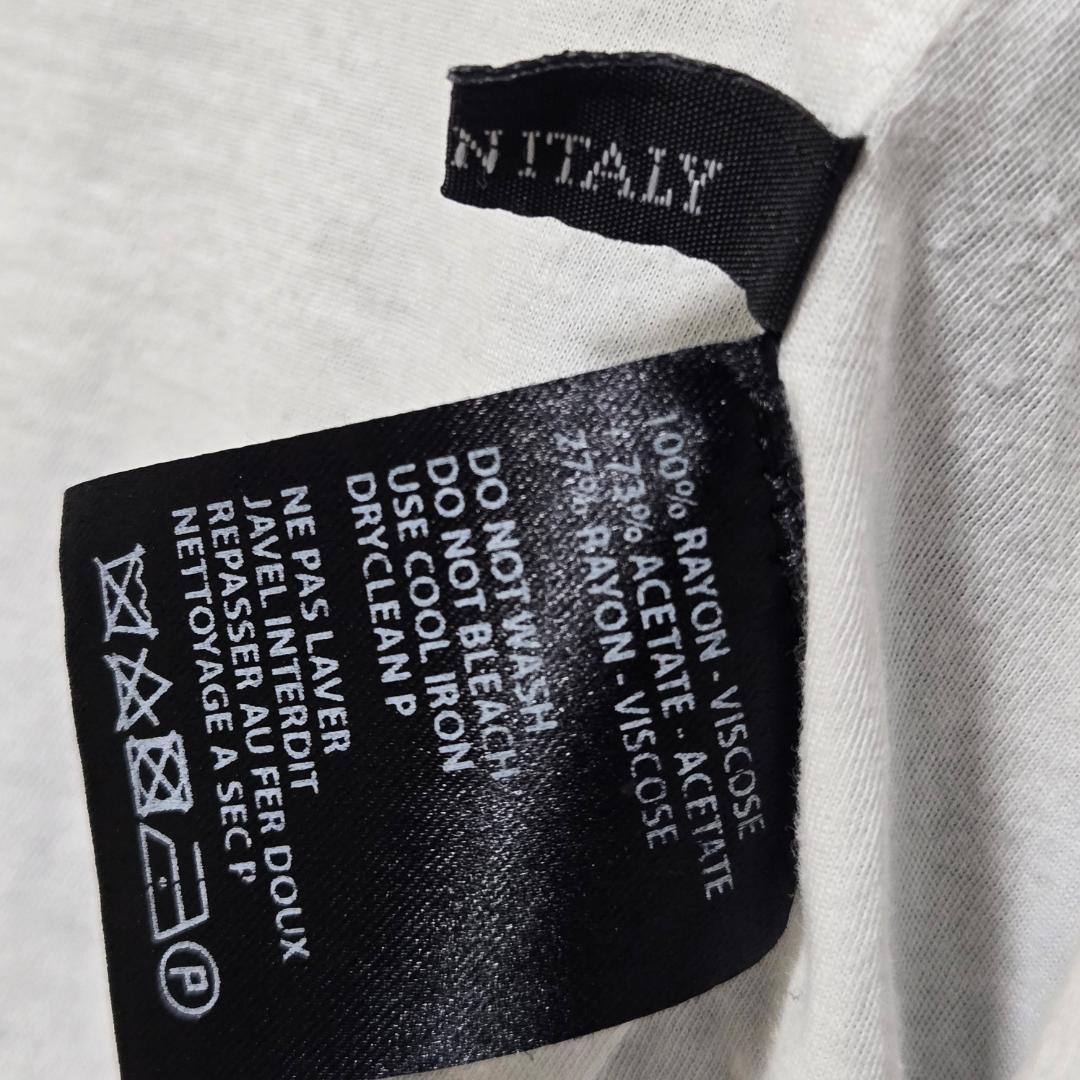 N ITALY
100% RAYON - VISCOSE
+ 73% ACETATE - ACETATE
27% RAYON - VISCOSE
DO NOT WASH
DO NOT BLEACH
USE COOL IRON
DRYCLEAN P
NE PAS LAVER
JAVEL INTERDIT
REPASSER AU FER DOUX
NETTOYAGE A SEC P
P